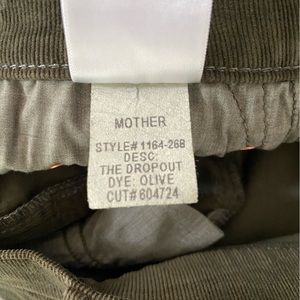 MOTHER
STYLE# 1164-268
DESC:
THE DROPOUT
DYE: OLIVE
CUT# 604724